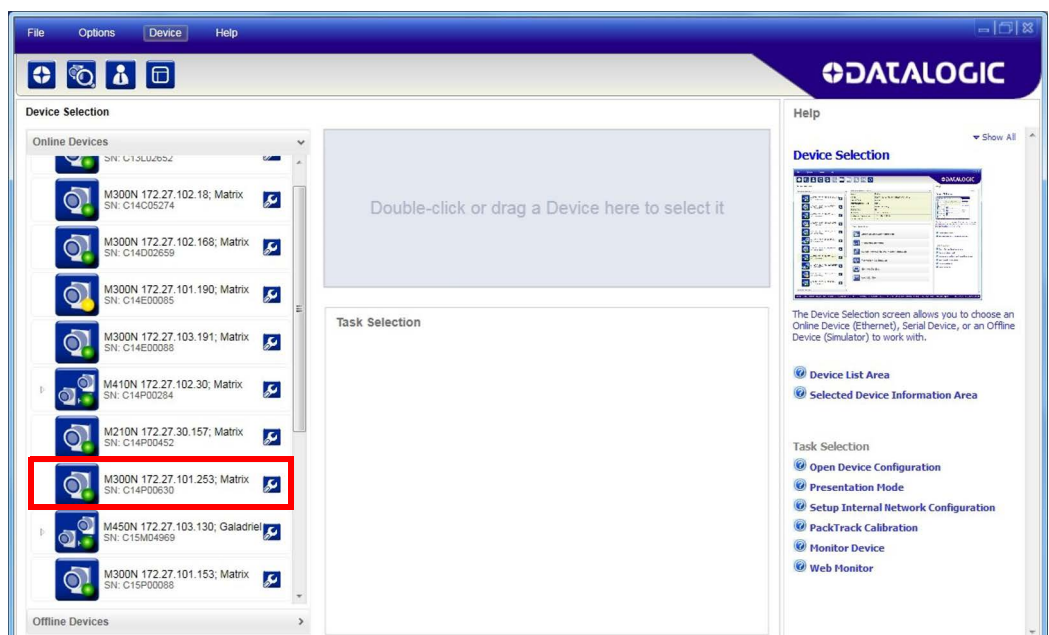 File Options Device Help
DATALOGIC
Device Selection
Online Devices
SN: C13L02652
M300N 172.27.102.18; Matrix
SN: C14C05274
M300N 172.27.102.168; Matrix
SN: C14D02659
M300N 172.27.101.190; Matrix
SN: C14E00085
M300N 172.27.103.191; Matrix
SN: C14E00088
M410N 172.27.102.30; Matrix
SN: C14P00284
M210N 172.27.30.157; Matrix
SN: C14P00452
M300N 172.27.101.253; Matrix
SN: C14P00630
M450N 172.27.103.130; Galadriel
SN: C15M04969
M300N 172.27.101.153; Matrix
SN: C15P00088
Offline Devices
Double-click or drag a Device here to select it
Task Selection
Help
Show All
Device Selection
DATALOGIC
The Device Selection screen allows you to choose an
Online Device (Ethernet), Serial Device, or an Offline
Device (Simulator) to work with.
Device List Area
Selected Device Information Area
Task Selection
Open Device Configuration
Presentation Mode
Setup Internal Network Configuration
PackTrack Calibration
Monitor Device
Web Monitor